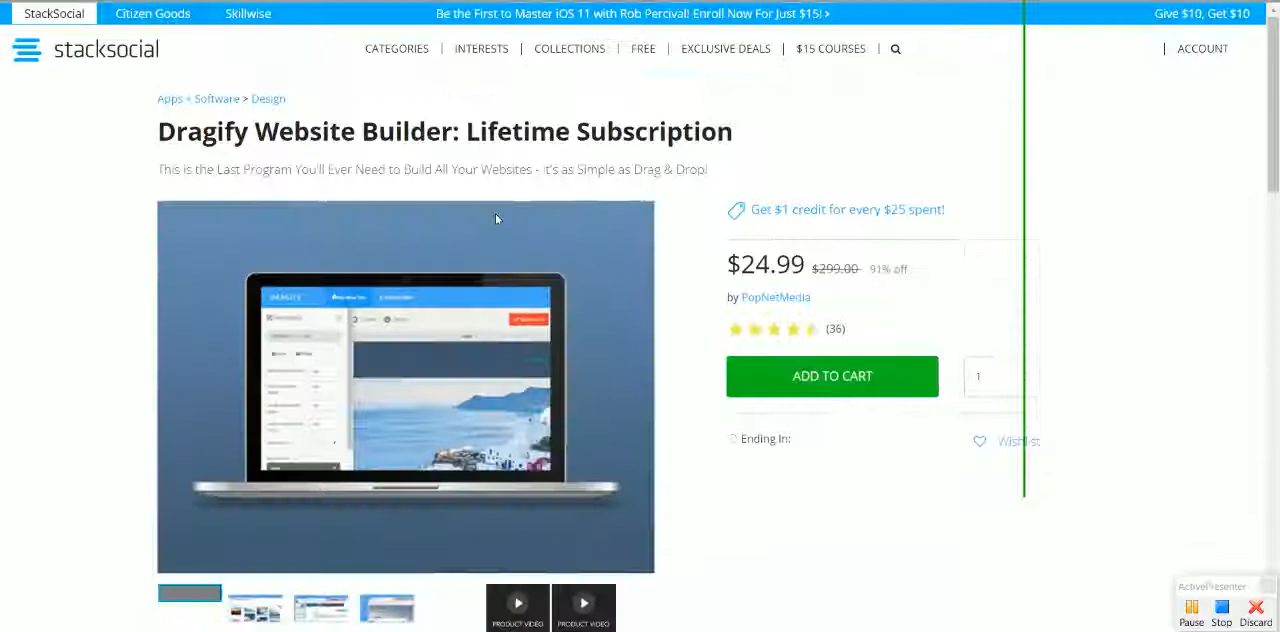 StackSocial Citizen Goods Skillwise Be the First to Master iOS 11 with Rob Percival! Enroll Now For Just $15! > Give $10, Get $10
stacksocial CATEGORIES | INTERESTS | COLLECTIONS | FREE | EXCLUSIVE DEALS | $15 COURSES | | ACCOUNT
Apps + Software > Design
Dragify Website Builder: Lifetime Subscription
This is the Last Program You'll Ever Need to Build All Your Websites - It's as Simple as Drag & Drop!
Get $1 credit for every $25 spent!
$24.99 $299.00 91% off
by PopNetMedia
(36)
ADD TO CART 1
Ending In: Wishlist
DRAGIFY
PRODUCT VIDEO PRODUCT VIDEO
ActivePresenter
Pause Stop Discard